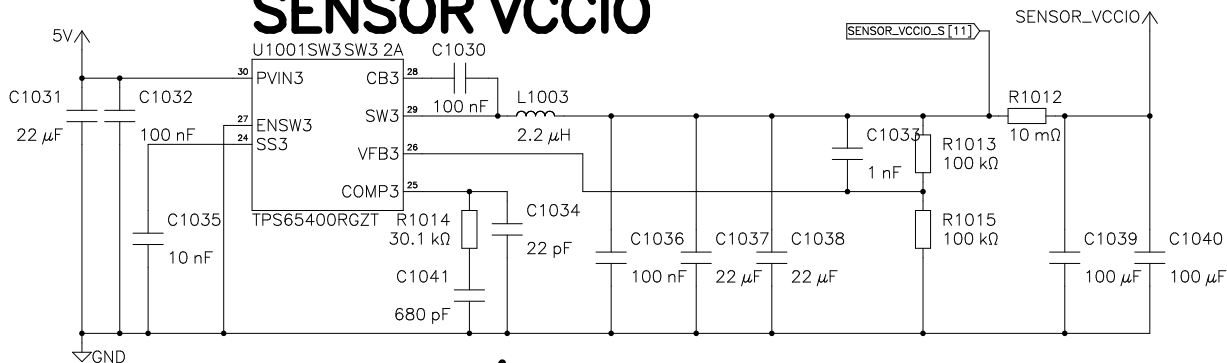 SENSOR VCCIO
SENSOR_VCCIO
SENSOR_VCCIO_S [11]
5V
U1001SW3 SW3 2A
C1030
100 nF
30
PVIN3
CB3
28
C1031
22 µF
C1032
100 nF
27
ENSW3
24
SS3
SW3
29
L1003
2.2 µH
VFB3
26
COMP3
25
TPS65400RGZT
R1012
10 mΩ
C1033
1 nF
R1013
100 kΩ
C1035
10 nF
R1014
30.1 kΩ
C1034
22 pF
R1015
100 kΩ
C1041
680 pF
C1036
100 nF
C1037
22 µF
C1038
22 µF
C1039
100 µF
C1040
100 µF
GND